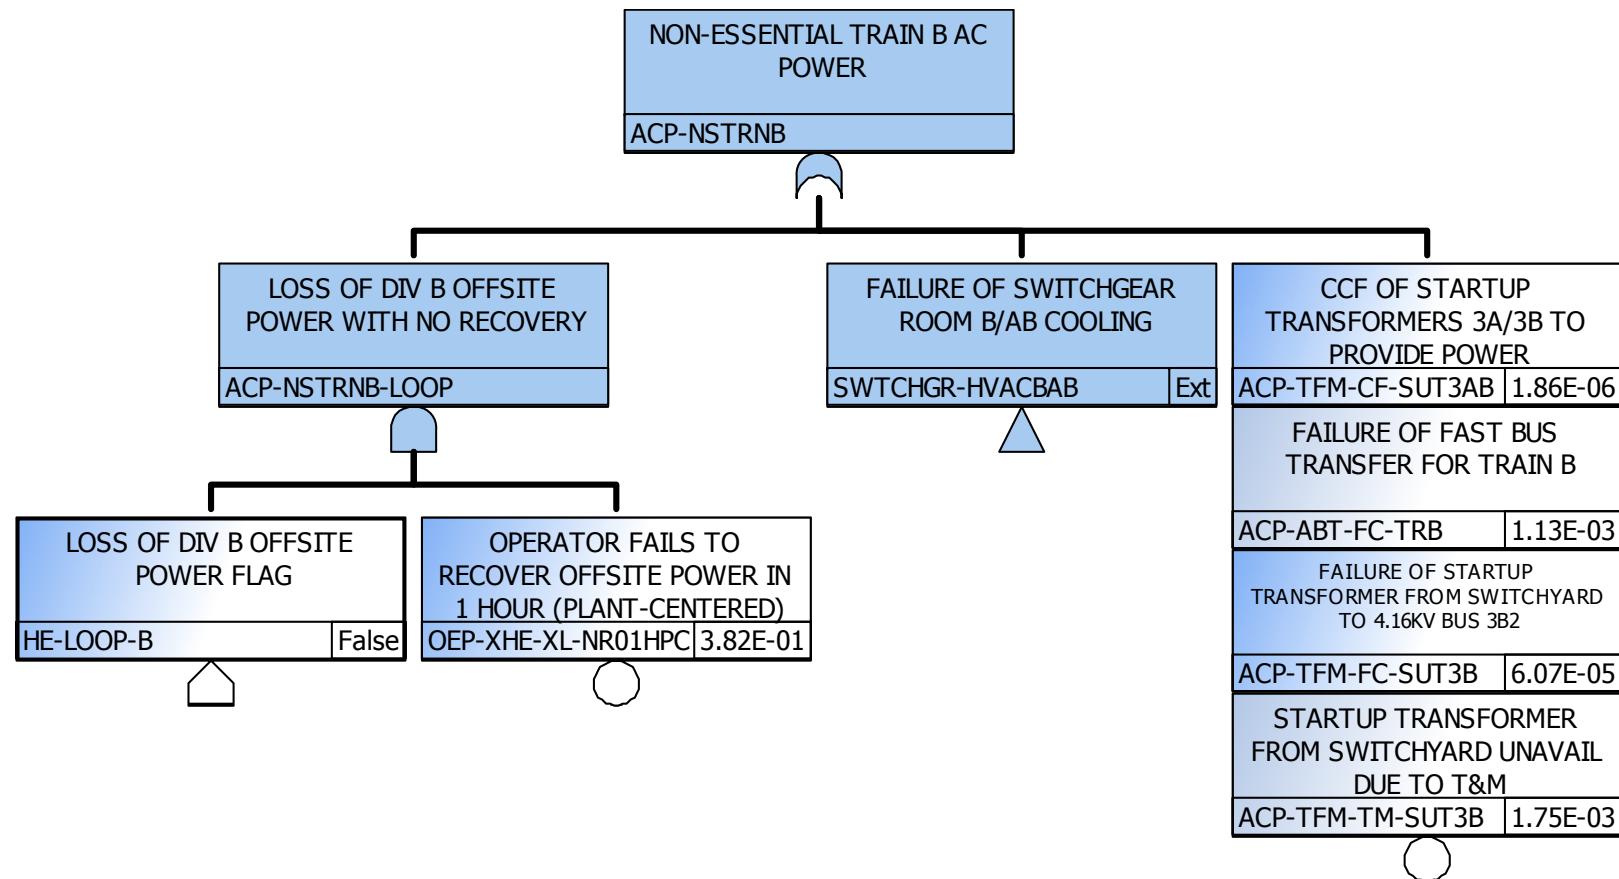 NON-ESSENTIAL TRAIN B AC
POWER
ACP-NSTRNB
LOSS OF DIV B OFFSITE
POWER WITH NO RECOVERY
ACP-NSTRNB-LOOP
FAILURE OF SWITCHGEAR
ROOM B/AB COOLING
SWTCHGR-HVACBAB Ext
CCF OF STARTUP
TRANSFORMERS 3A/3B TO
PROVIDE POWER
ACP-TFM-CF-SUT3AB 1.86E-06
FAILURE OF FAST BUS
TRANSFER FOR TRAIN B
ACP-ABT-FC-TRB 1.13E-03
FAILURE OF STARTUP
TRANSFORMER FROM SWITCHYARD
TO 4.16KV BUS 3B2
ACP-TFM-FC-SUT3B 6.07E-05
STARTUP TRANSFORMER
FROM SWITCHYARD UNAVAIL
DUE TO T&M
ACP-TFM-TM-SUT3B 1.75E-03
LOSS OF DIV B OFFSITE
POWER FLAG
HE-LOOP-B False
OPERATOR FAILS TO
RECOVER OFFSITE POWER IN
1 HOUR (PLANT-CENTERED)
OEP-XHE-XL-NR01HPC 3.82E-01